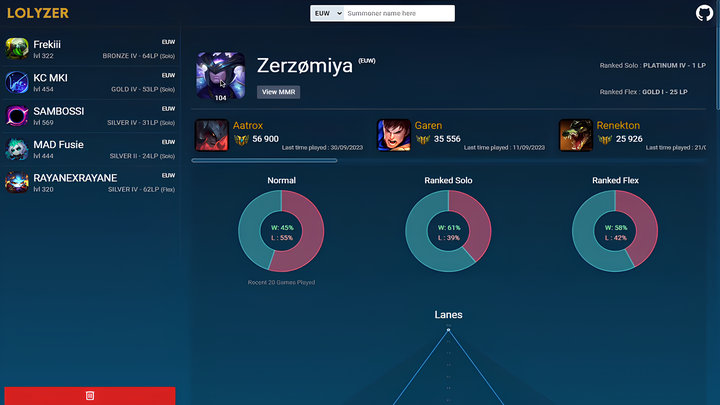 LOLYZER
EUW
Summoner name here
Frekiii
EUW
lvl 322
BRONZE IV - 64LP (Solo)
KC MKI
EUW
lvl 454
GOLD IV - 53LP (Solo)
SAMBOSSI
EUW
lvl 569
SILVER IV - 31LP (Solo)
MAD Fusie
EUW
lvl 444
SILVER II - 24LP (Solo)
RAYANEXRAYANE
EUW
lvl 320
SILVER IV - 62LP (Flex)
104
Zerzømiya (EUW)
View MMR
Ranked Solo : PLATINUM IV - 1 LP
Ranked Flex : GOLD I - 25 LP
Aatrox
56 900
Last time played : 30/09/2023
Garen
35 556
Last time played : 11/09/2023
Renekton
25 926
Last time played : 21/
Normal
W: 45%
L : 55%
Recent 20 Games Played
Ranked Solo
W: 61%
L : 39%
Ranked Flex
W: 58%
L : 42%
Lanes